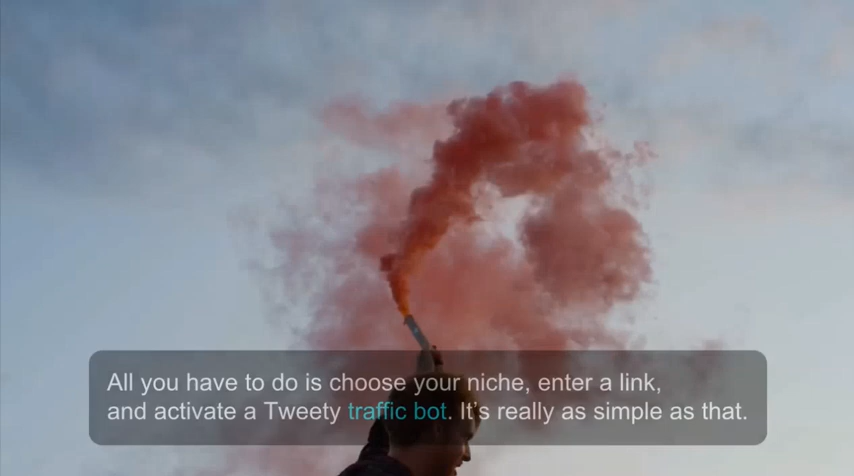 All you have to do is choose your niche, enter a link,
and activate a Tweety traffic bot. It's really as simple as that.